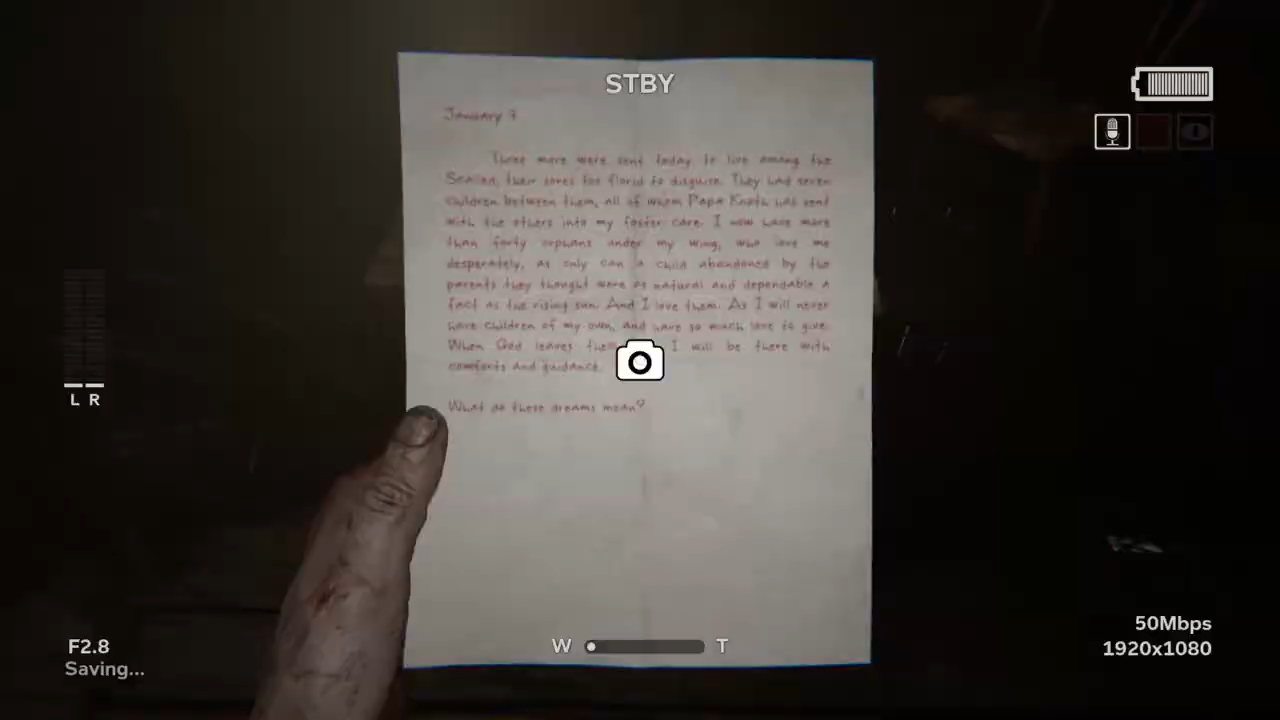 STBY
January 3
Three more were sent today to live among the
Scalled, their sores too florid to disguise. They had seven
children between them, all of whom Papa Knoth has sent
with the others into my foster care. I now have more
than forty orphans under my wing, who love me
desperately, as only can a child abandoned by the
parents they thought were as natural and dependable a
fact as the rising sun. And I love them. As I will never
have children of my own, and have so much love to give.
When God leaves them I will be there with
comforts and guidance.
What do these dreams mean?
L R
F2.8
Saving...
W T
50Mbps
1920x1080